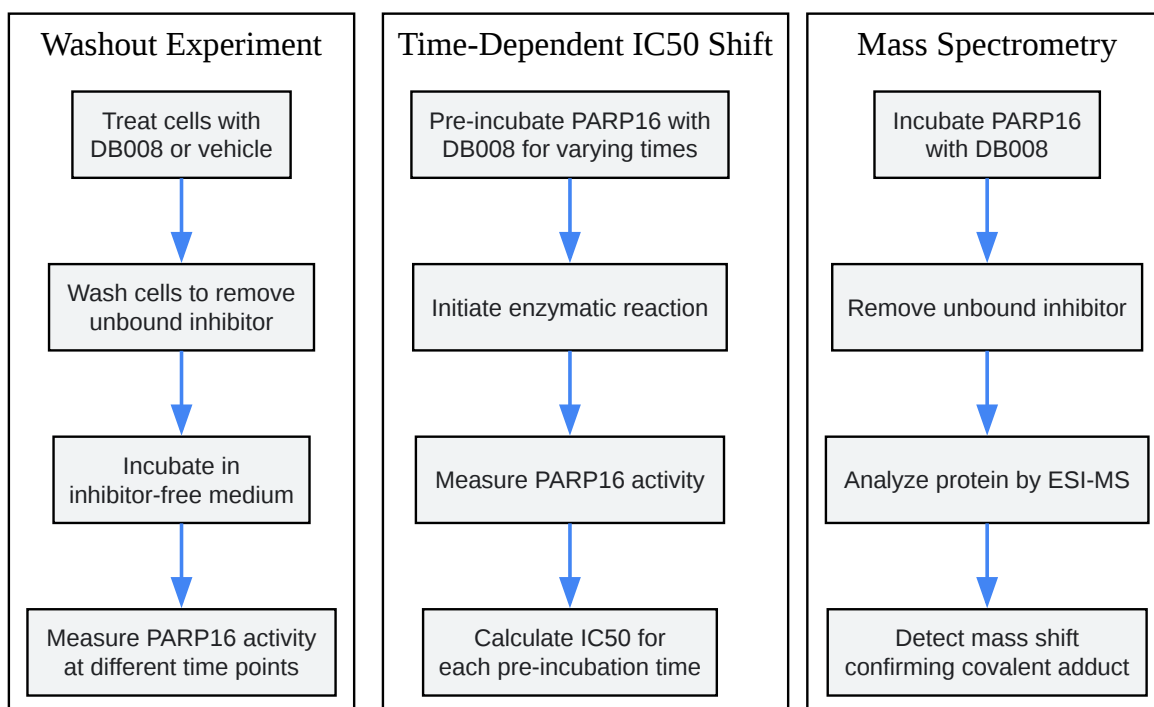 Washout Experiment
Treat cells with
DB008 or vehicle
Wash cells to remove
unbound inhibitor
Incubate in
inhibitor-free medium
Measure PARP16 activity
at different time points
Time-Dependent IC50 Shift
Pre-incubate PARP16 with
DB008 for varying times
Initiate enzymatic reaction
Measure PARP16 activity
Calculate IC50 for
each pre-incubation time
Mass Spectrometry
Incubate PARP16
with DB008
Remove unbound inhibitor
Analyze protein by ESI-MS
Detect mass shift
confirming covalent adduct